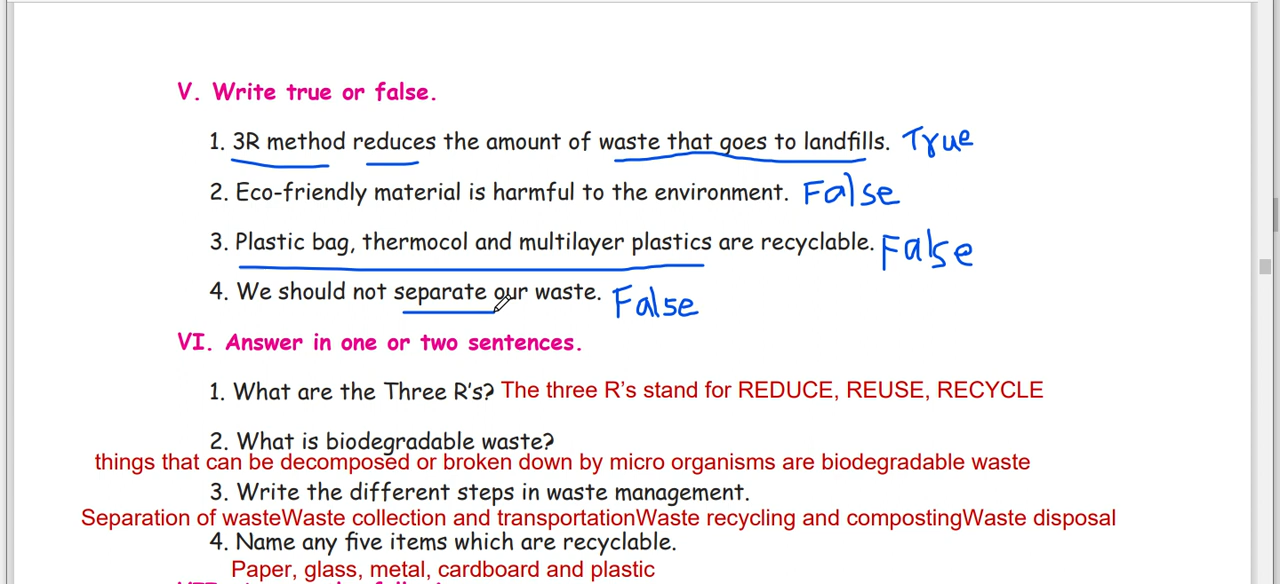 V. Write true or false.
1. 3R method reduces the amount of waste that goes to landfills. True
2. Eco-friendly material is harmful to the environment. False
3. Plastic bag, thermocol and multilayer plastics are recyclable. False
4. We should not separate our waste. False
VI. Answer in one or two sentences.
1. What are the Three R's? The three R's stand for REDUCE, REUSE, RECYCLE
2. What is biodegradable waste?
things that can be decomposed or broken down by micro organisms are biodegradable waste
3. Write the different steps in waste management.
Separation of wasteWaste collection and transportationWaste recycling and compostingWaste disposal
4. Name any five items which are recyclable.
Paper, glass, metal, cardboard and plastic